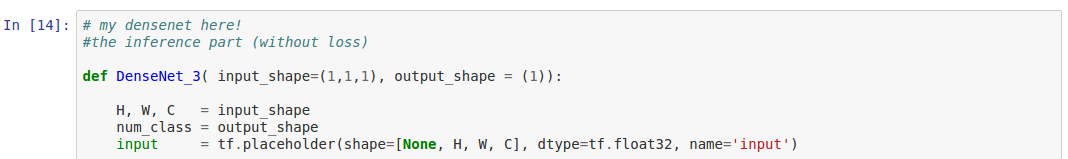 In [14]: # my densenet here!
#the inference part (without loss)
def DenseNet_3( input_shape=(1,1,1), output_shape = (1)):
H, W, C   = input_shape
num_class = output_shape
input     = tf.placeholder(shape=[None, H, W, C], dtype=tf.float32, name='input')